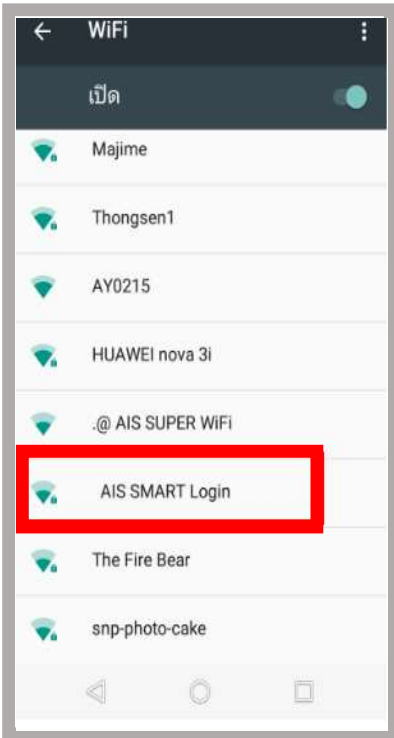 WiFi
เปิด
Majime
Thongsen1
AY0215
HUAWEI nova 3i
.@ AIS SUPER WiFi
AIS SMART Login
The Fire Bear
snp-photo-cake